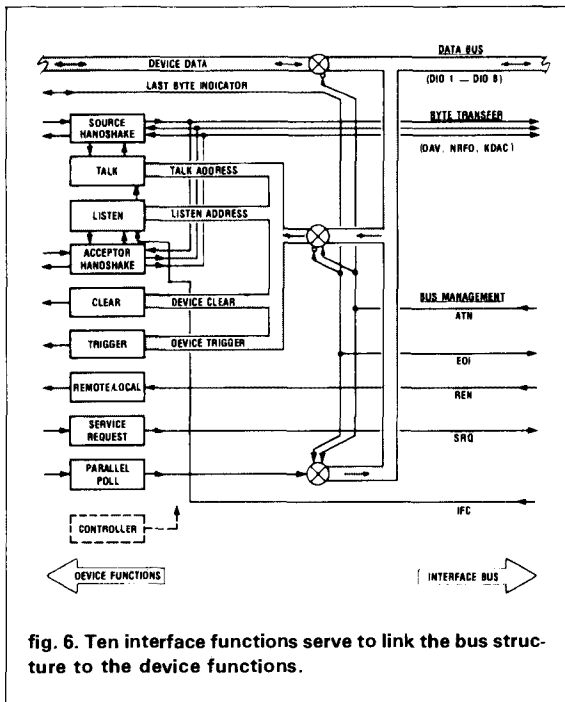 DATA BUS
DEVICE DATA
(DIO 1 — DIO 8)
LAST BYTE INDICATOR
SOURCE
HANDSHAKE
BYTE TRANSFER
(DAV, NRFD, KDAC)
TALK
TALK ADDRESS
LISTEN
LISTEN ADDRESS
ACCEPTOR
HANDSHAKE
CLEAR
DEVICE CLEAR
BUS MANAGEMENT
ATN
TRIGGER
DEVICE TRIGGER
EOI
REMOTE/LOCAL
REN
SERVICE
REQUEST
SRQ
PARALLEL
POLL
CONTROLLER
IFC
DEVICE FUNCTIONS
INTERFACE BUS
fig. 6. Ten interface functions serve to link the bus struc-
ture to the device functions.